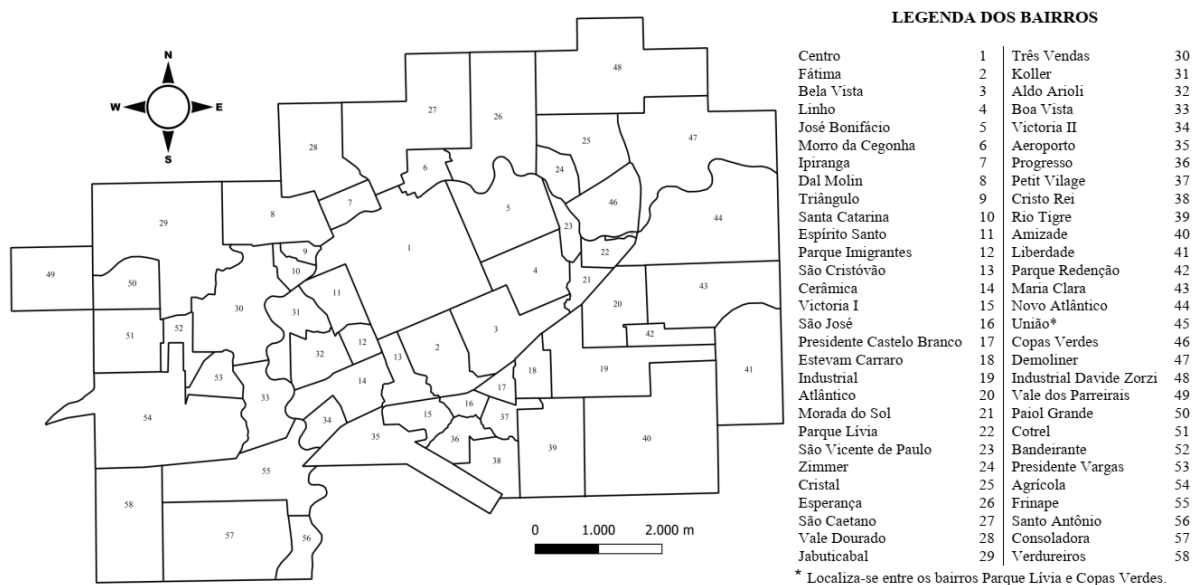 LEGENDA DOS BAIRROS
Centro 1 Três Vendas 30
Fátima 2 Koller 31
Bela Vista 3 Aldo Arioli 32
Linho 4 Boa Vista 33
José Bonifácio 5 Victoria II 34
Morro da Cegonha 6 Aeroporto 35
Ipiranga 7 Progresso 36
Dal Molin 8 Petit Vilage 37
Triângulo 9 Cristo Rei 38
Santa Catarina 10 Rio Tigre 39
Espírito Santo 11 Amizade 40
Parque Imigrantes 12 Liberdade 41
São Cristóvão 13 Parque Redenção 42
Cerâmica 14 Maria Clara 43
Victoria I 15 Novo Atlântico 44
São José 16 União* 45
Presidente Castelo Branco 17 Copas Verdes 46
Estevam Carraro 18 Demoliner 47
Industrial 19 Industrial Davide Zorzi 48
Atlântico 20 Vale dos Parreirais 49
Morada do Sol 21 Paiol Grande 50
Parque Lívia 22 Cotrel 51
São Vicente de Paulo 23 Bandeirante 52
Zimmer 24 Presidente Vargas 53
Cristal 25 Agrícola 54
Esperança 26 Frinape 55
São Caetano 27 Santo Antônio 56
Vale Dourado 28 Consoladora 57
Jabuticabal 29 Verdureiros 58
* Localiza-se entre os bairros Parque Lívia e Copas Verdes.
N
W E
S
48
27
26
47
25
28
6
24
7
37
46
8
5
29
44
23
1
9
22
49
10
4
50
21
43
11
20
30
31
3
51
52
42
12
32
2
13
18
19
41
53
14
17
33
16
54
15
34
37
35
36
39
40
38
55
58
57
56
0 1.000 2.000 m